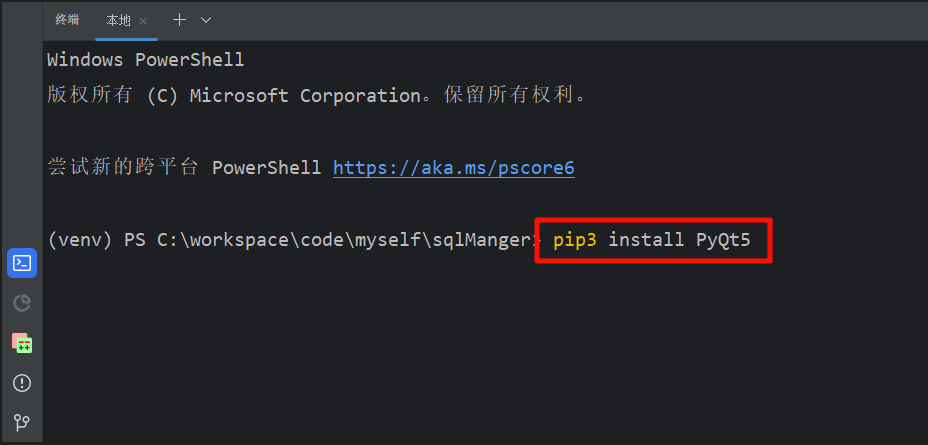 终端 本地
Windows PowerShell
版权所有 (C) Microsoft Corporation。保留所有权利。
尝试新的跨平台 PowerShell https://aka.ms/pscore6
(venv) PS C:\workspace\code\myself\sqlManger> pip3 install PyQt5